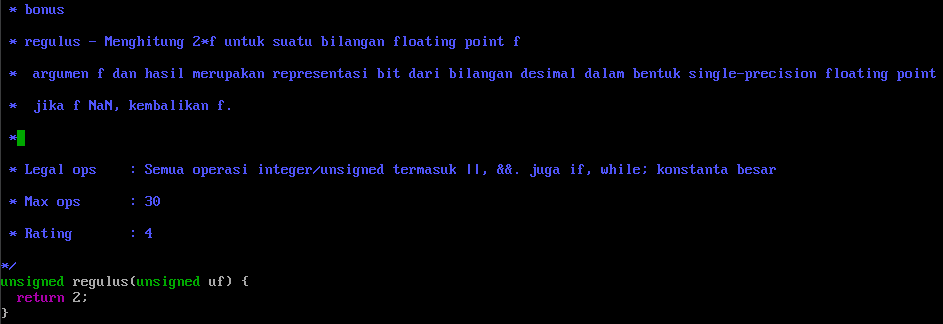 * bonus
* regulus - Menghitung 2*f untuk suatu bilangan floating point f
*  argumen f dan hasil merupakan representasi bit dari bilangan desimal dalam bentuk single-precision floating point
*  jika f NaN, kembalikan f.
*
* Legal ops    : Semua operasi integer/unsigned termasuk ||, &&. juga if, while; konstanta besar
* Max ops      : 30
* Rating       : 4
*/
unsigned regulus(unsigned uf) {
  return 2;
}